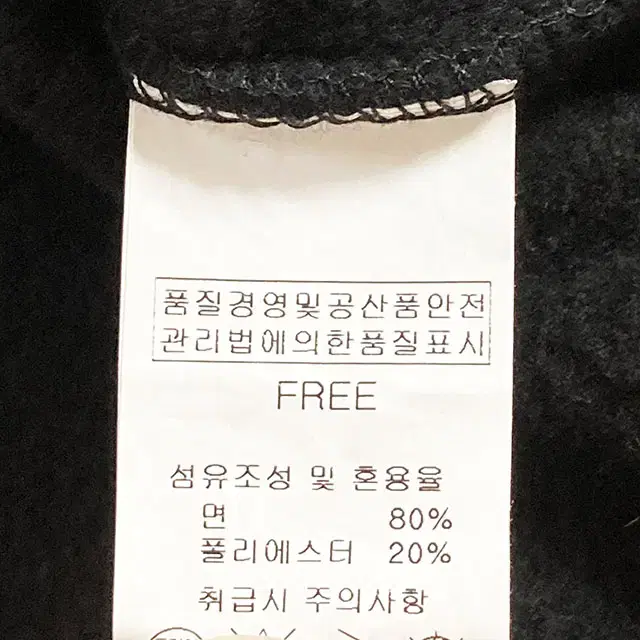 품질경영및공산품안전
관리법에의한품질표시
FREE
섬유조성 및 혼용율
면 80%
폴리에스터 20%
취급시 주의사항